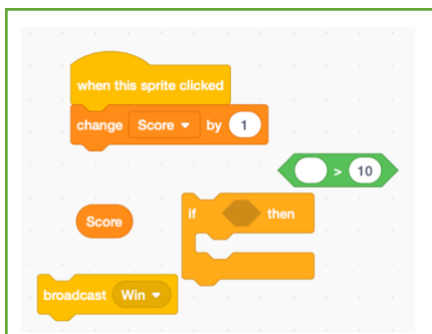 when this sprite clicked
change Score by 1
> 10
if then
Score
broadcast Win